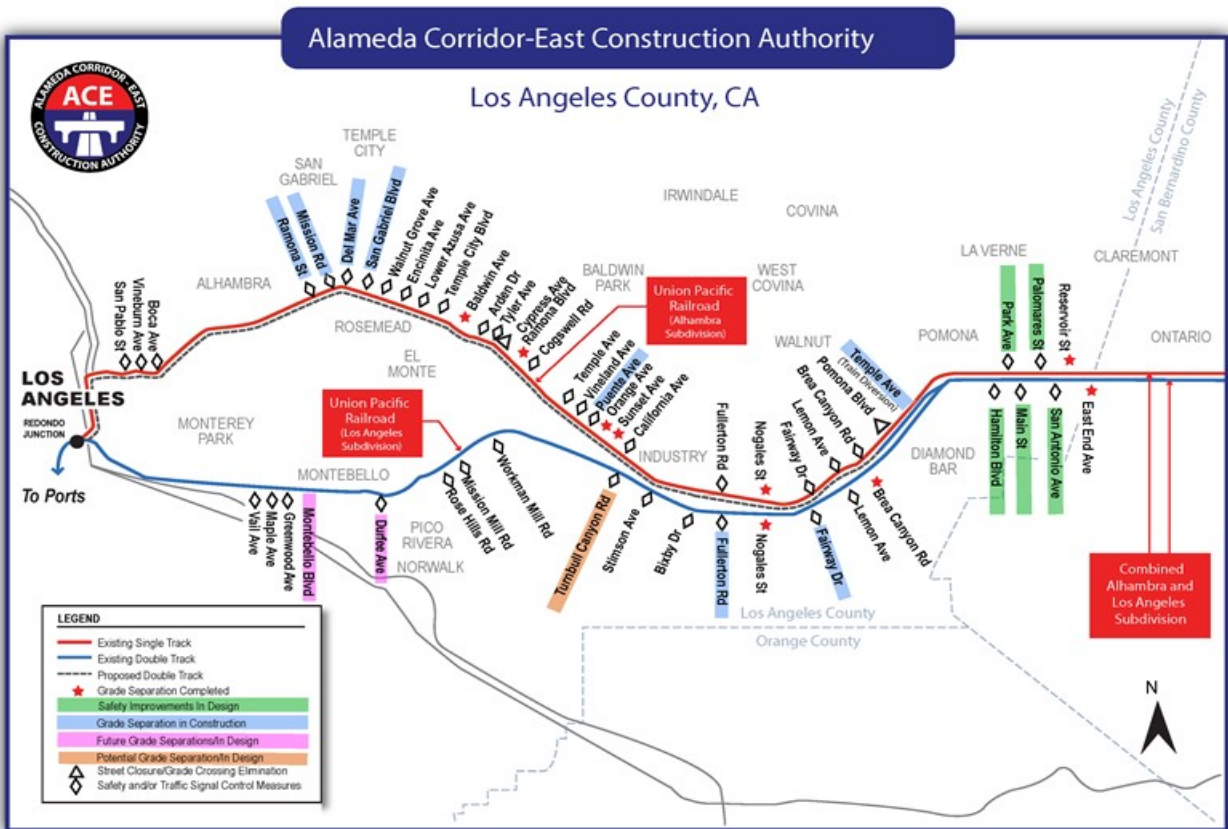 Alameda Corridor-East Construction Authority
Los Angeles County, CA
ALAMEDA CORRIDOR - EAST
ACE
CONSTRUCTION AUTHORITY
TEMPLE
CITY
SAN
GABRIEL
ALHAMBRA
ROSEMEAD
EL
MONTE
MONTEREY
PARK
MONTEBELLO
PICO
RIVERA
NORWALK
IRWINDALE
COVINA
BALDWIN
PARK
WEST
COVINA
WALNUT
INDUSTRY
LA VERNE
POMONA
CLAREMONT
ONTARIO
DIAMOND
BAR
Los Angeles County
San Bernardino County
Los Angeles County
Orange County
LOS
ANGELES
REDONDO
JUNCTION
To Ports
San Pablo St
Vineburn Ave
Boca Ave
Ramona St
Mission Rd
Del Mar Ave
San Gabriel Blvd
Walnut Grove Ave
Encinita Ave
Lower Azusa Ave
Temple City Blvd
Baldwin Ave
Arden Dr
Tyler Ave
Cypress Ave
Ramona Blvd
Cogswell Rd
Temple Ave
Vineland Ave
Puente Ave
Orange Ave
Sunset Ave
California Ave
Fullerton Rd
Nogales St
Fairway Dr
Lemon Ave
Brea Canyon Rd
Pomona Blvd
Temple Ave
(Train Diversion)
Park Ave
Palomares St
Reservoir St
Union Pacific
Railroad
(Alhambra
Subdivision)
Union Pacific
Railroad
(Los Angeles
Subdivision)
Combined
Alhambra and
Los Angeles
Subdivision
Vail Ave
Maple Ave
Greenwood Ave
Montebello Blvd
Durfee Ave
Rose Hills Rd
Mission Mill Rd
Workman Mill Rd
Turnbull Canyon Rd
Stimson Ave
Bixby Dr
Fullerton Rd
Nogales St
Fairway Dr
Lemon Ave
Brea Canyon Rd
Hamilton Blvd
Main St
San Antonio Ave
East End Ave
N
LEGEND
Existing Single Track
Existing Double Track
Proposed Double Track
Grade Separation Completed
Safety Improvements In Design
Grade Separation in Construction
Future Grade Separations/In Design
Potential Grade Separation/In Design
Street Closure/Grade Crossing Elimination
Safety and/or Traffic Signal Control Measures